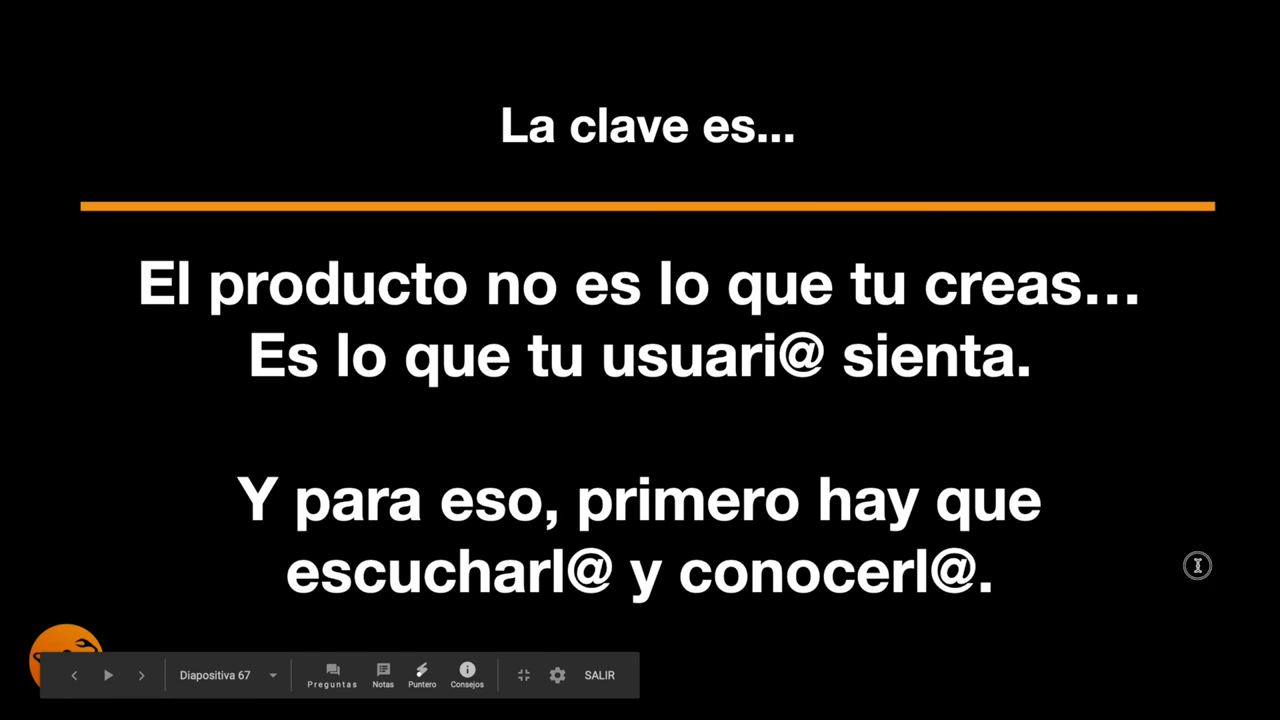 La clave es...
El producto no es lo que tu creas...
Es lo que tu usuari@ sienta.
Y para eso, primero hay que
escucharl@ y conocerl@.
Diapositiva 67
Preguntas
Notas
Puntero
Consejos
SALIR